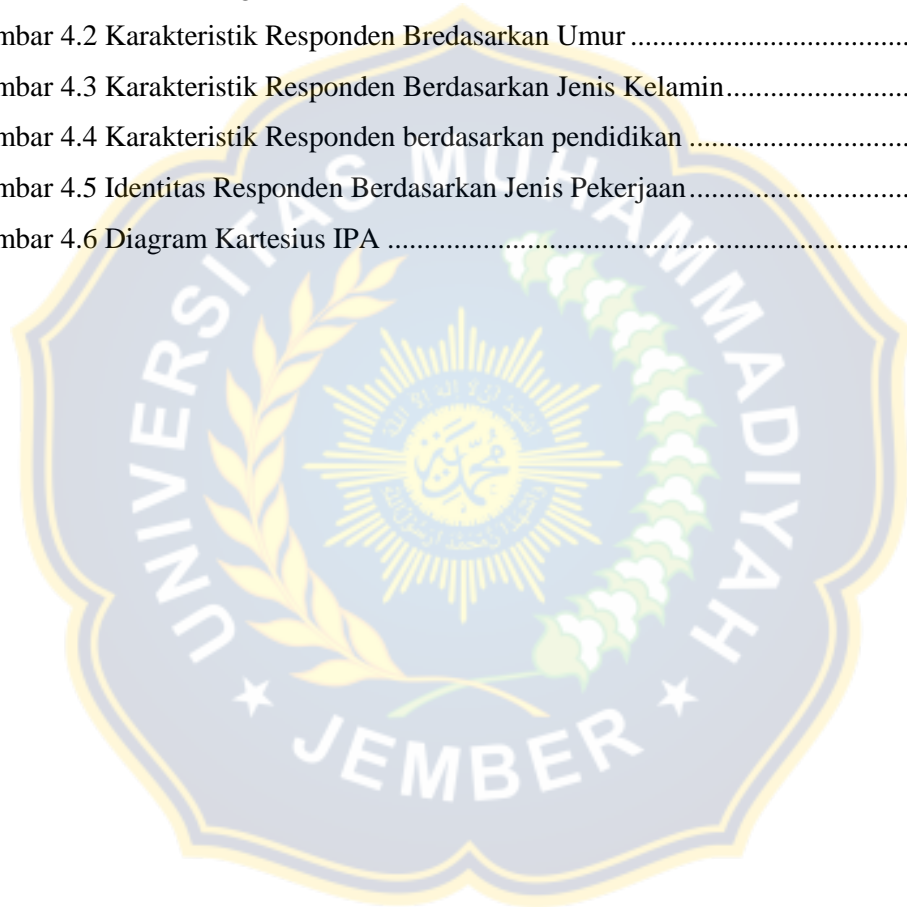 mbar 4.2 Karakteristik Responden Bredasarkan Umur ....................................
mbar 4.3 Karakteristik Responden Berdasarkan Jenis Kelamin........................
mbar 4.4 Karakteristik Responden berdasarkan pendidikan .............................
mbar 4.5 Identitas Responden Berdasarkan Jenis Pekerjaan.............................
mbar 4.6 Diagram Kartesius IPA .....................................................................
UNIVERSITAS MUHAMMADIYAH
JEMBER